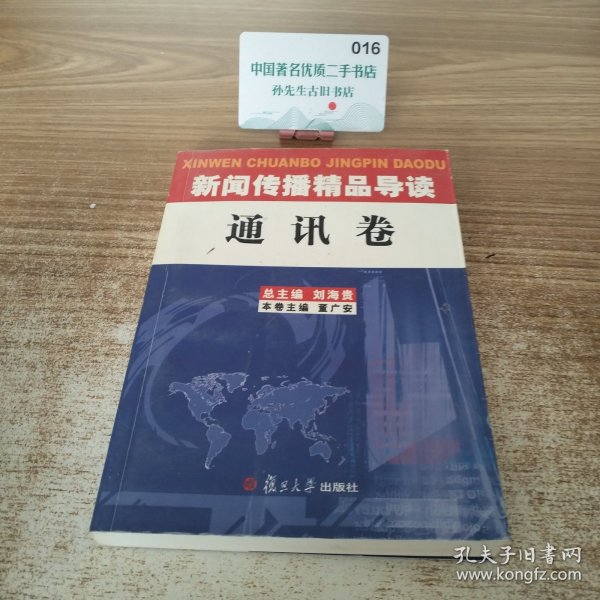 016
中国著名优质二手书店
孙先生古旧书店
XINWEN CHUANBO JINGPIN DAODU
新闻传播精品导读
通讯卷
总主编 刘海贵
本卷主编 董广安
复旦大学出版社
孔夫子旧书网
www.kongfz.com